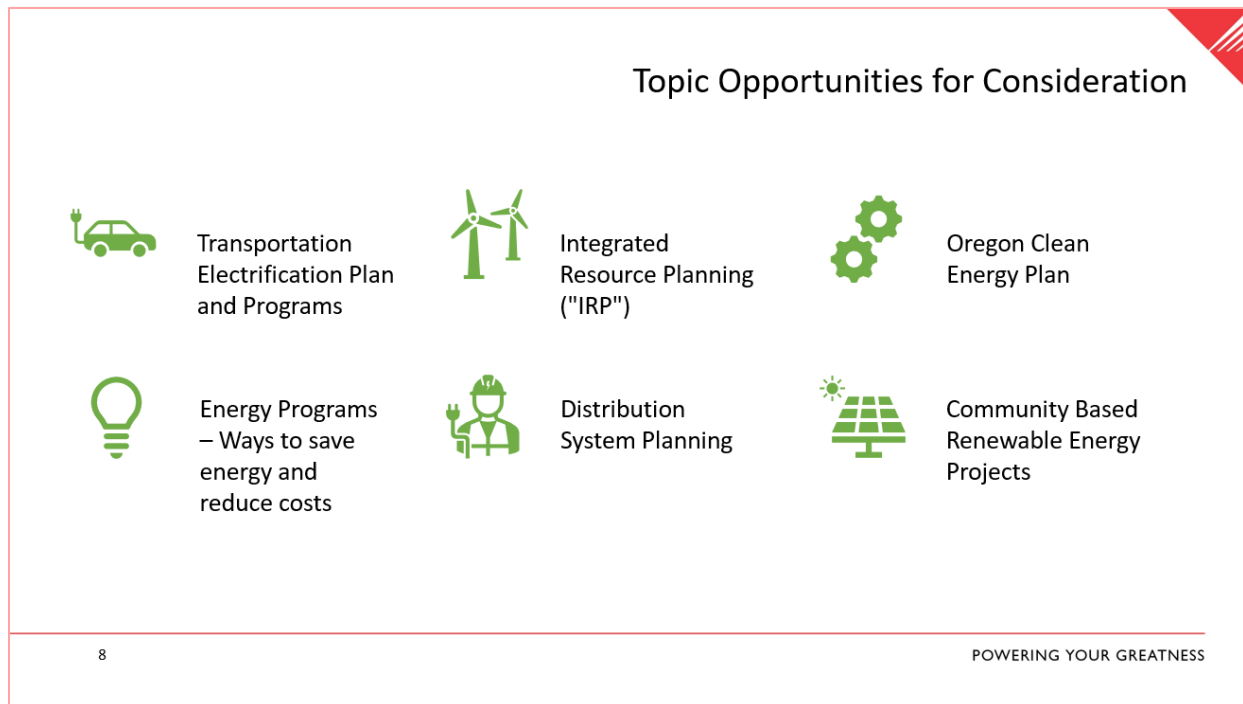 Topic Opportunities for Consideration
Transportation
Electrification Plan
and Programs
Integrated
Resource Planning
("IRP")
Oregon Clean
Energy Plan
Energy Programs
– Ways to save
energy and
reduce costs
Distribution
System Planning
Community Based
Renewable Energy
Projects
8
POWERING YOUR GREATNESS